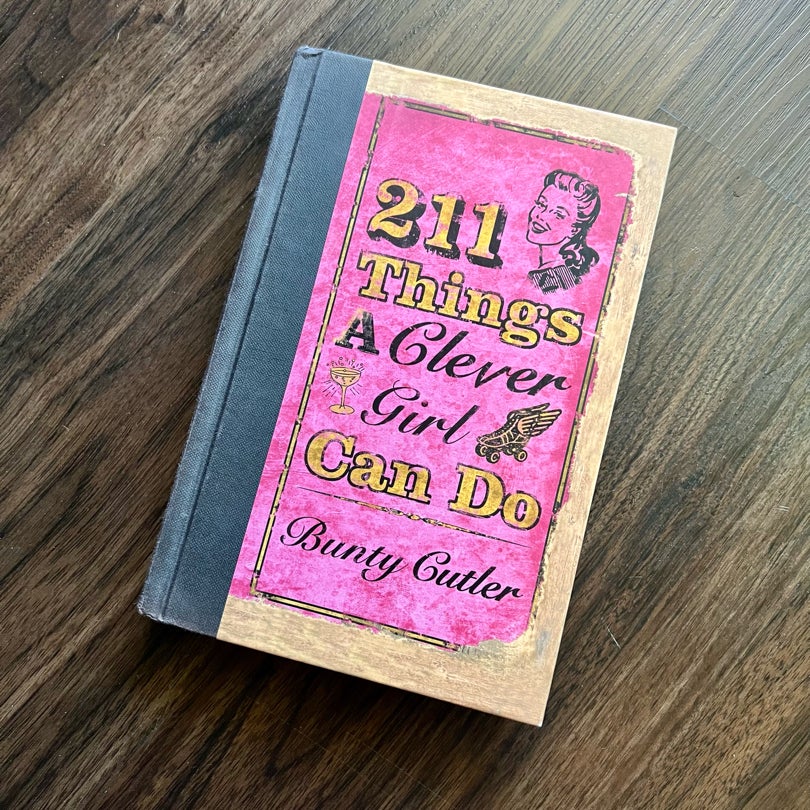 211
Things
A Clever
Girl
Can Do
Bunty Cutler